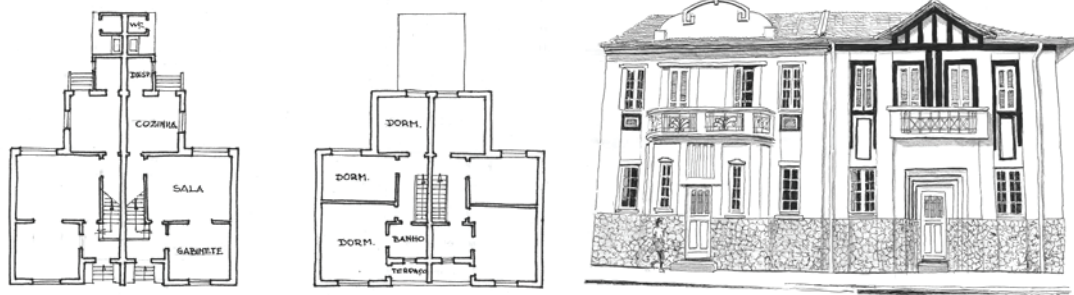 WC.
DESP.
COZINHA
SALA
GABINETE
DORM.
DORM.
DORM.
BANHO
TERRAÇO